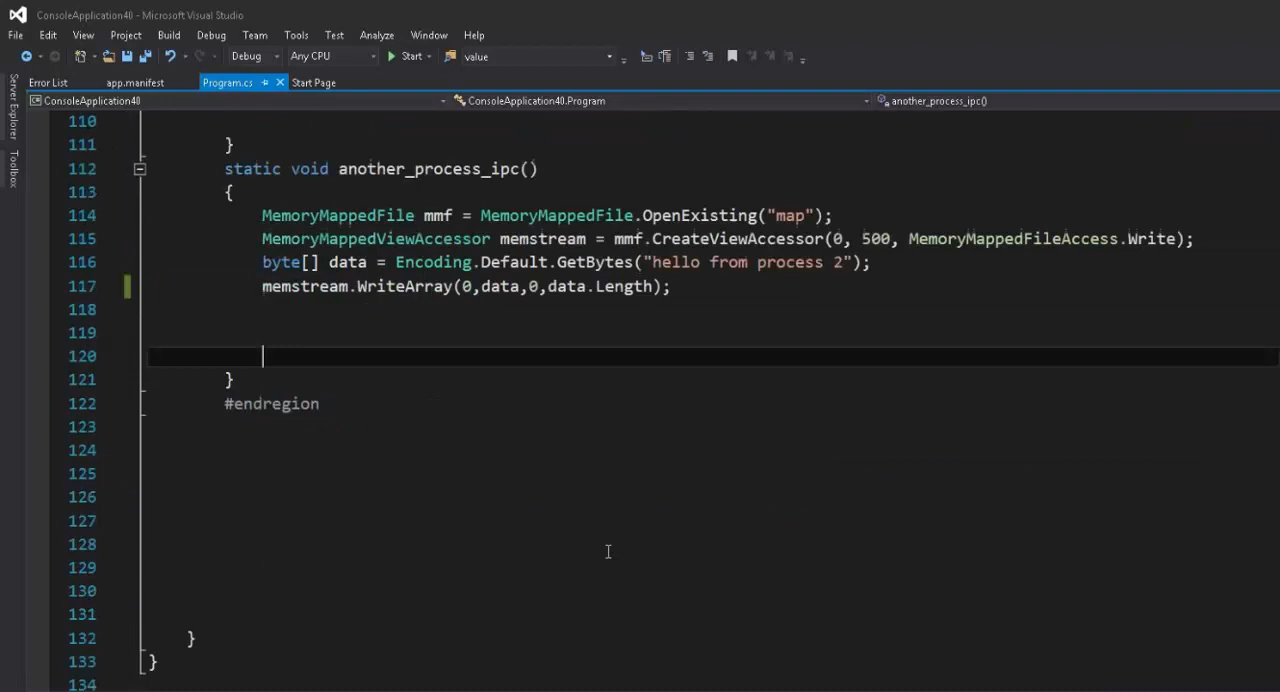 ConsoleApplication40 - Microsoft Visual Studio
File Edit View Project Build Debug Team Tools Test Analyze Window Help
Debug Any CPU Start value
Error List app.manifest Program.cs Start Page
ConsoleApplication40 ConsoleApplication40.Program another_process_ipc()
Server Explorer
Toolbox
110
111 }
112 static void another_process_ipc()
113 {
114 MemoryMappedFile mmf = MemoryMappedFile.OpenExisting("map");
115 MemoryMappedViewAccessor memstream = mmf.CreateViewAccessor(0, 500, MemoryMappedFileAccess.Write);
116 byte[] data = Encoding.Default.GetBytes("hello from process 2");
117 memstream.WriteArray(0,data,0,data.Length);
118
119
120
121 }
122 #endregion
123
124
125
126
127
128
129
130
131
132 }
133 }
134